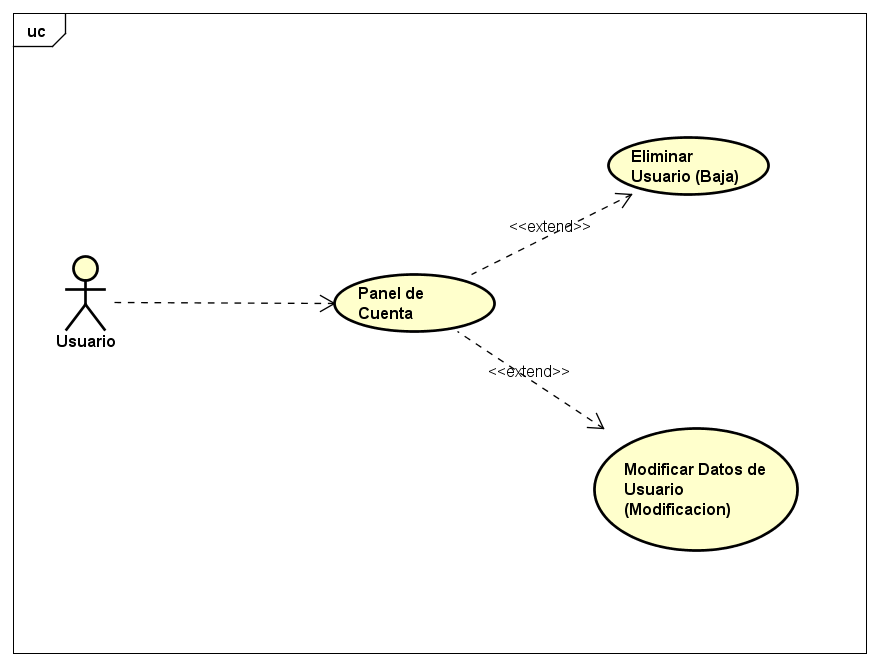 uc
Eliminar
Usuario (Baja)
<<extend>>
Panel de
Cuenta
Usuario
<<extend>>
Modificar Datos de
Usuario
(Modificacion)